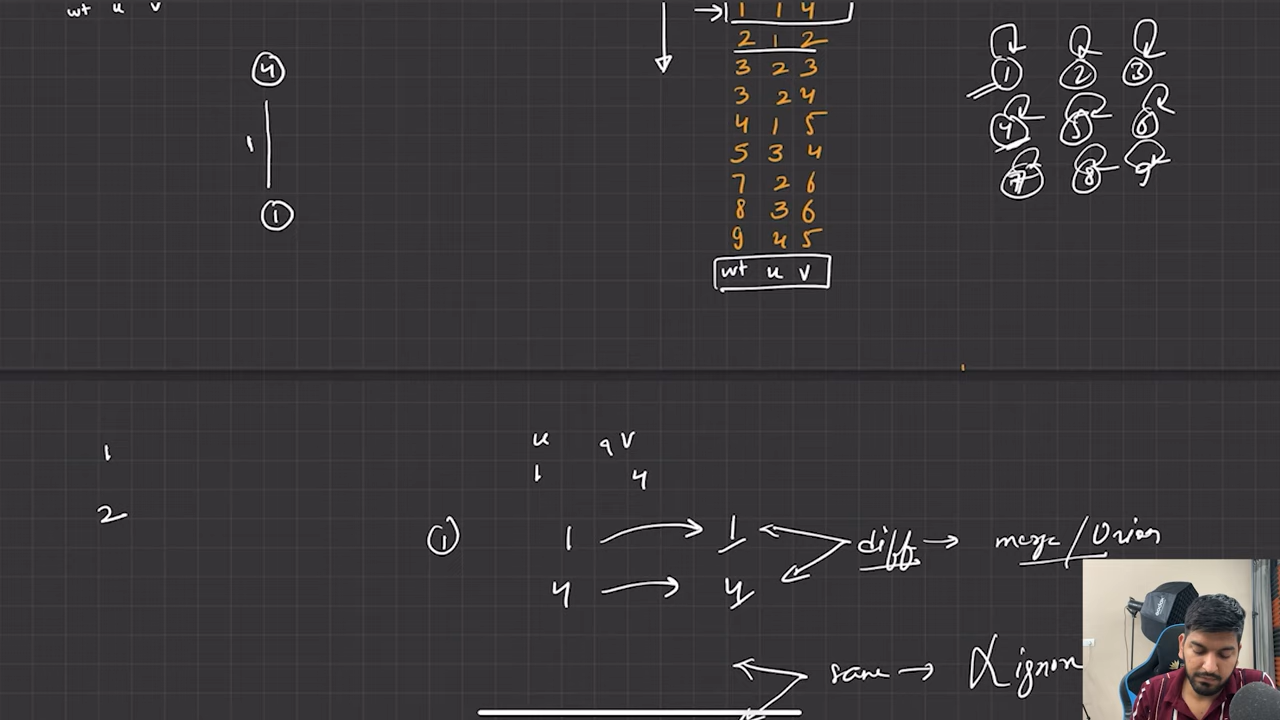 wt u v
4
1
1
1 1 4
2 1 2
3 2 3
3 2 4
4 1 5
5 3 4
7 2 6
8 3 6
9 4 5
wt u v
1 2 3
4 5 6
7 8 9
1
2
u v
1 4
1 1 diff merge / Union
4 4
1
same ignor